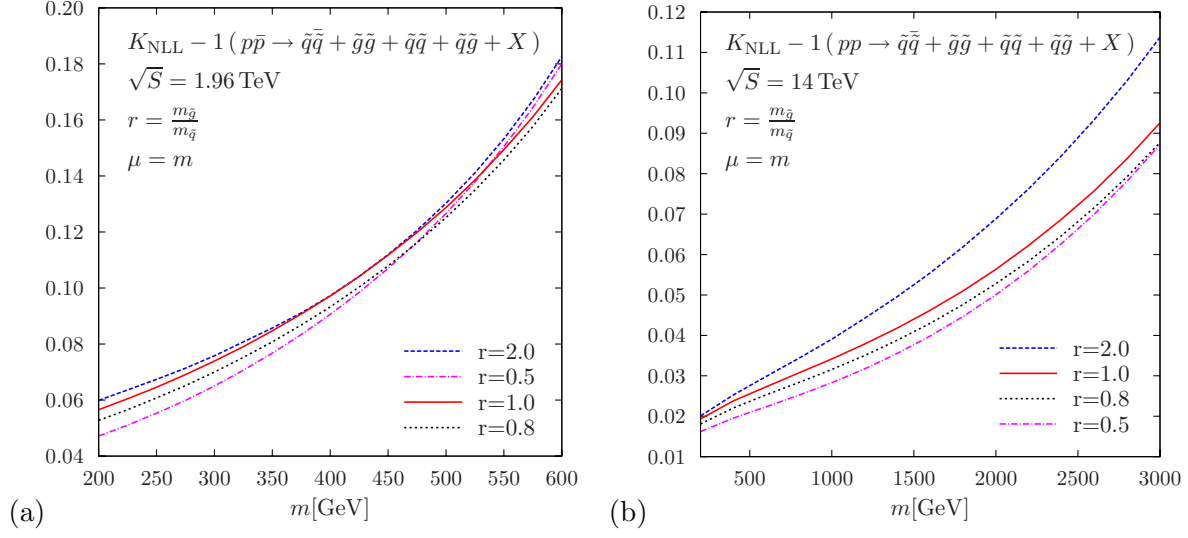 K_NLL − 1 ( pp̄ → q̃q̃̄ + g̃g̃ + q̃q̃ + q̃g̃ + X )
√S = 1.96 TeV
r = m_g̃/m_q̃
μ = m
0.20
0.18
0.16
0.14
0.12
0.10
0.08
0.06
0.04
r=2.0
r=0.5
r=1.0
r=0.8
200 250 300 350 400 450 500 550 600
m[GeV]
(a)
K_NLL − 1 ( pp → q̃q̃̄ + g̃g̃ + q̃q̃ + q̃g̃ + X )
√S = 14 TeV
r = m_g̃/m_q̃
μ = m
0.12
0.11
0.10
0.09
0.08
0.07
0.06
0.05
0.04
0.03
0.02
0.01
r=2.0
r=1.0
r=0.8
r=0.5
500 1000 1500 2000 2500 3000
m[GeV]
(b)